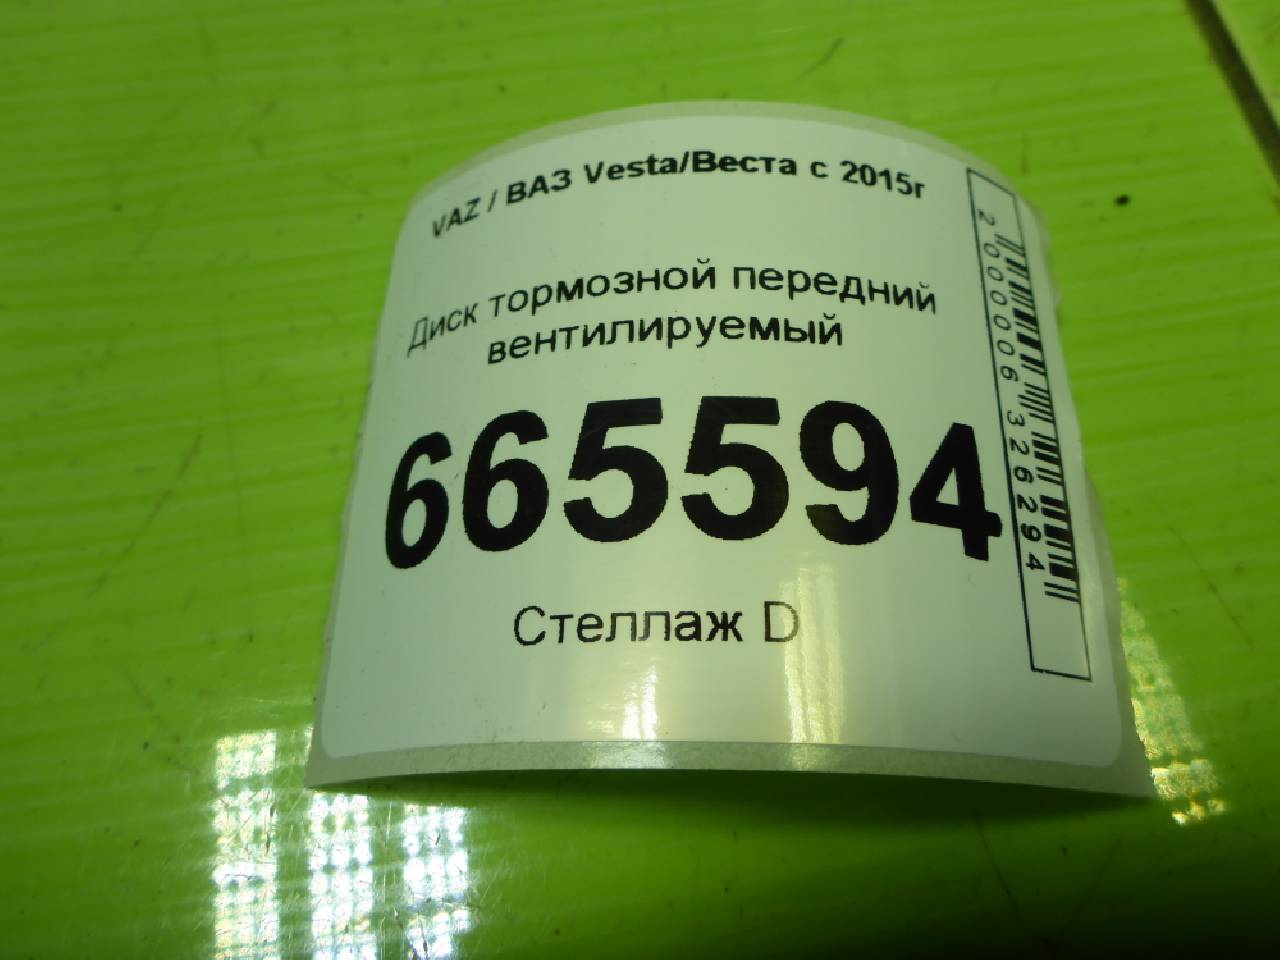 VAZ / ВАЗ Vesta/Веста с 2015г
Диск тормозной передний
вентилируемый
665594
Стеллаж D
2000006326294